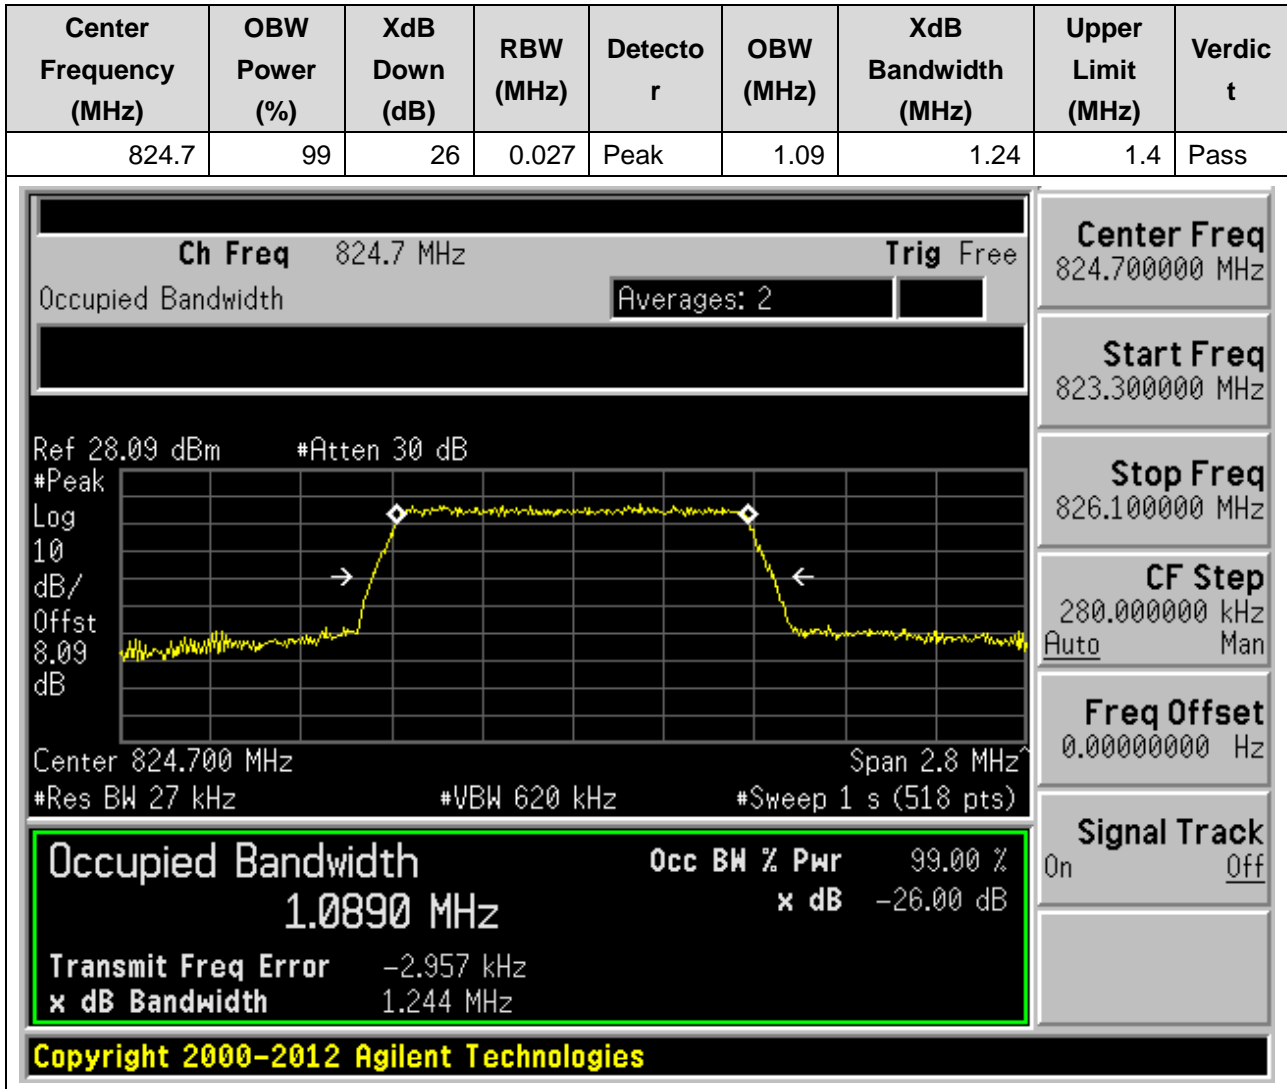 Center Frequency (MHz) OBW Power (%) XdB Down (dB) RBW (MHz) Detector OBW (MHz) XdB Bandwidth (MHz) Upper Limit (MHz) Verdict
824.7 99 26 0.027 Peak 1.09 1.24 1.4 Pass
Ch Freq 824.7 MHz Trig Free
Occupied Bandwidth Averages: 2
Ref 28.09 dBm #Atten 30 dB
#Peak
Log
10
dB/
Offst
8.09
dB
Center 824.700 MHz Span 2.8 MHz^
#Res BW 27 kHz #VBW 620 kHz #Sweep 1 s (518 pts)
Occupied Bandwidth Occ BW % Pwr 99.00 %
1.0890 MHz x dB -26.00 dB
Transmit Freq Error -2.957 kHz
x dB Bandwidth 1.244 MHz
Copyright 2000-2012 Agilent Technologies
Center Freq
824.700000 MHz
Start Freq
823.300000 MHz
Stop Freq
826.100000 MHz
CF Step
280.000000 kHz
Auto Man
Freq Offset
0.00000000 Hz
Signal Track
On Off